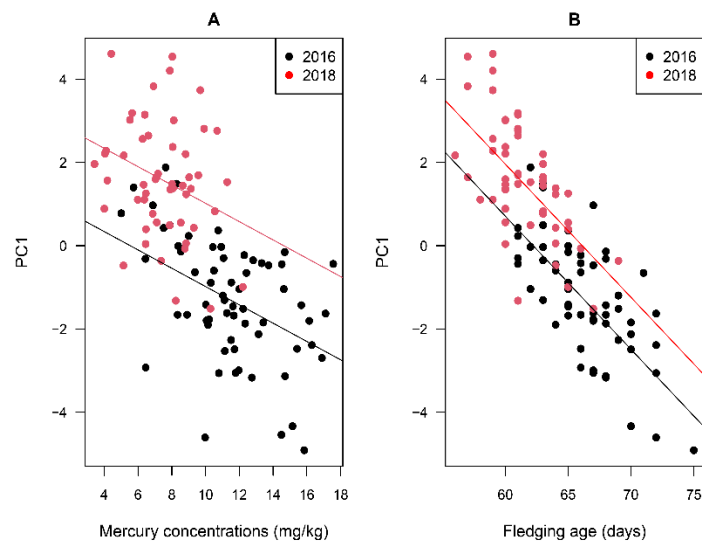 A
B
2016
2018
2016
2018
4
2
0
−2
−4
PC1
4
2
0
−2
−4
PC1
4 6 8 10 12 14 16 18
60 65 70 75
Mercury concentrations (mg/kg)
Fledging age (days)